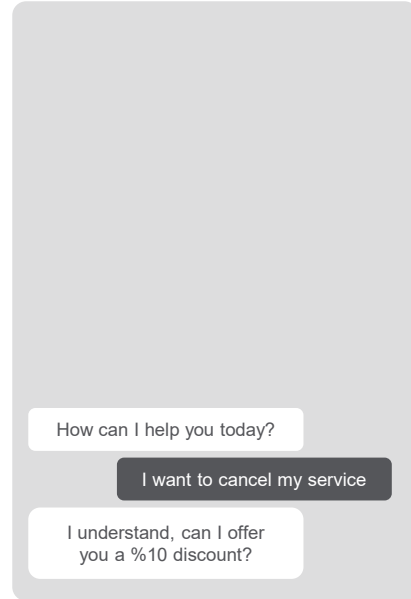 How can I help you today?
I want to cancel my service
I understand, can I offer
you a %10 discount?